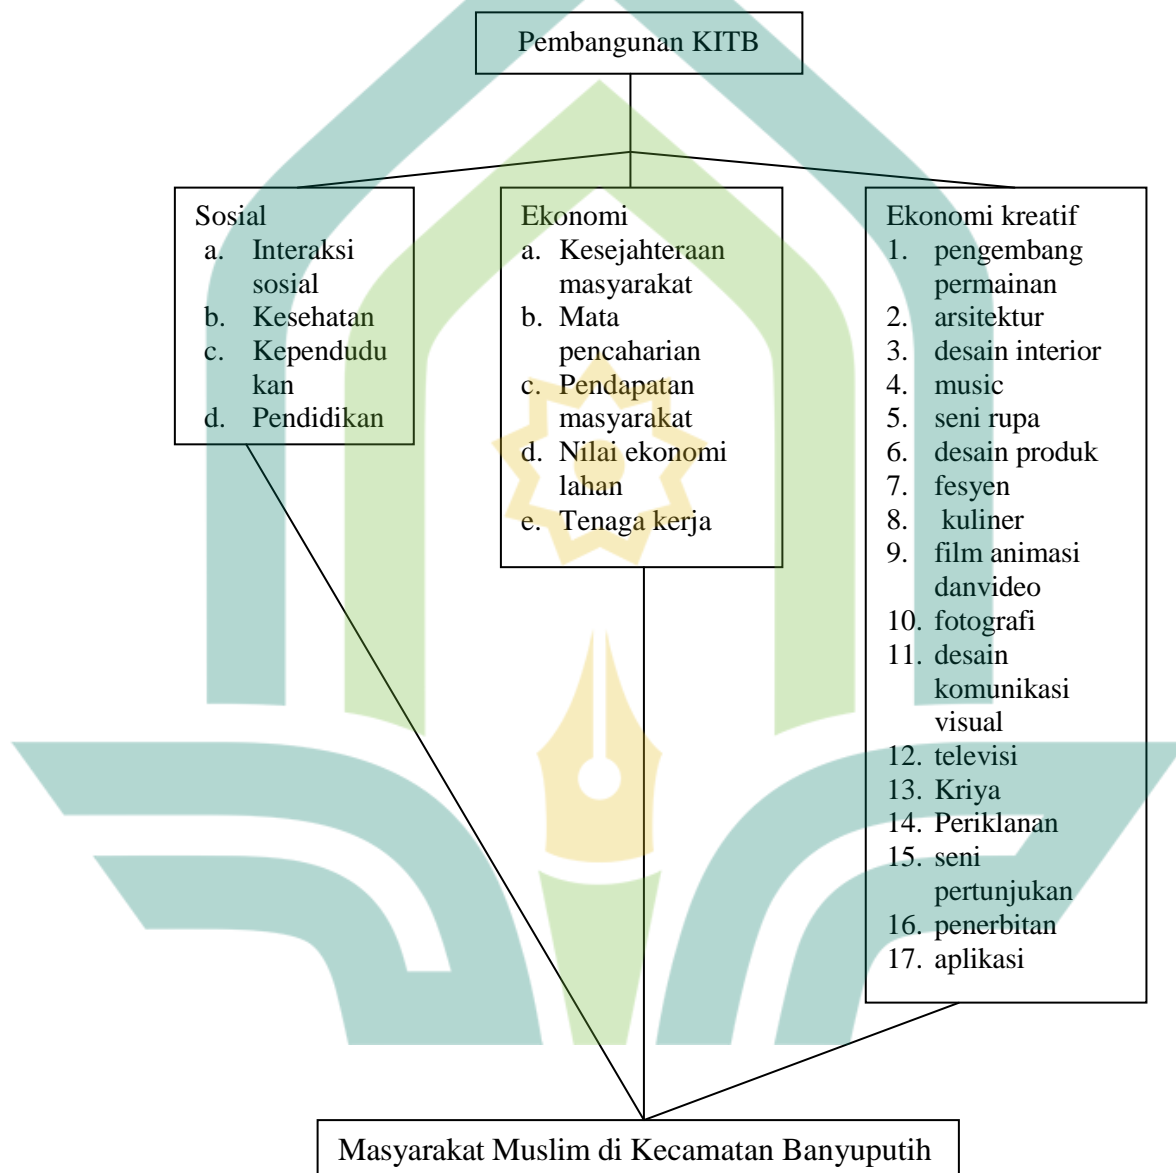 Pembangunan KITB
Sosial
a. Interaksi
sosial
b. Kesehatan
c. Kependudu
kan
d. Pendidikan
Ekonomi
a. Kesejahteraan
masyarakat
b. Mata
pencaharian
c. Pendapatan
masyarakat
d. Nilai ekonomi
lahan
e. Tenaga kerja
Ekonomi kreatif
1. pengembang
permainan
2. arsitektur
3. desain interior
4. music
5. seni rupa
6. desain produk
7. fesyen
8. kuliner
9. film animasi
danvideo
10. fotografi
11. desain
komunikasi
visual
12. televisi
13. Kriya
14. Periklanan
15. seni
pertunjukan
16. penerbitan
17. aplikasi
Masyarakat Muslim di Kecamatan Banyuputih